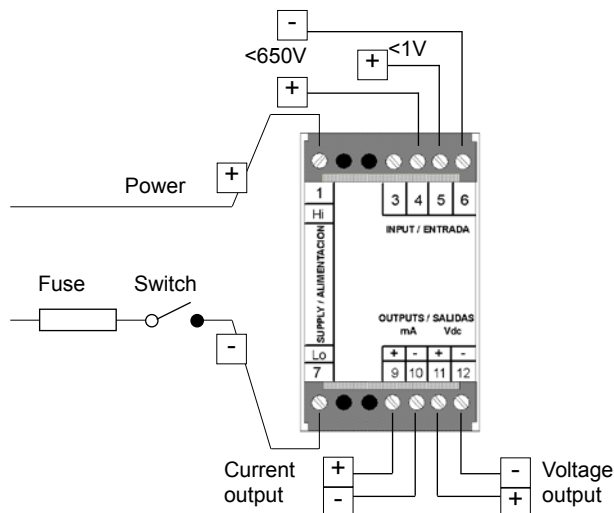 -
<650V
<1V
+
+
+
Power
1
3 4 5 6
Hi
INPUT / ENTRADA
SUPPLY / ALIMENTACION
Fuse
Switch
-
OUTPUTS / SALIDAS
mA Vdc
Lo
+ - + -
7
9 10 11 12
Current
output
+
-
-
+
Voltage
output